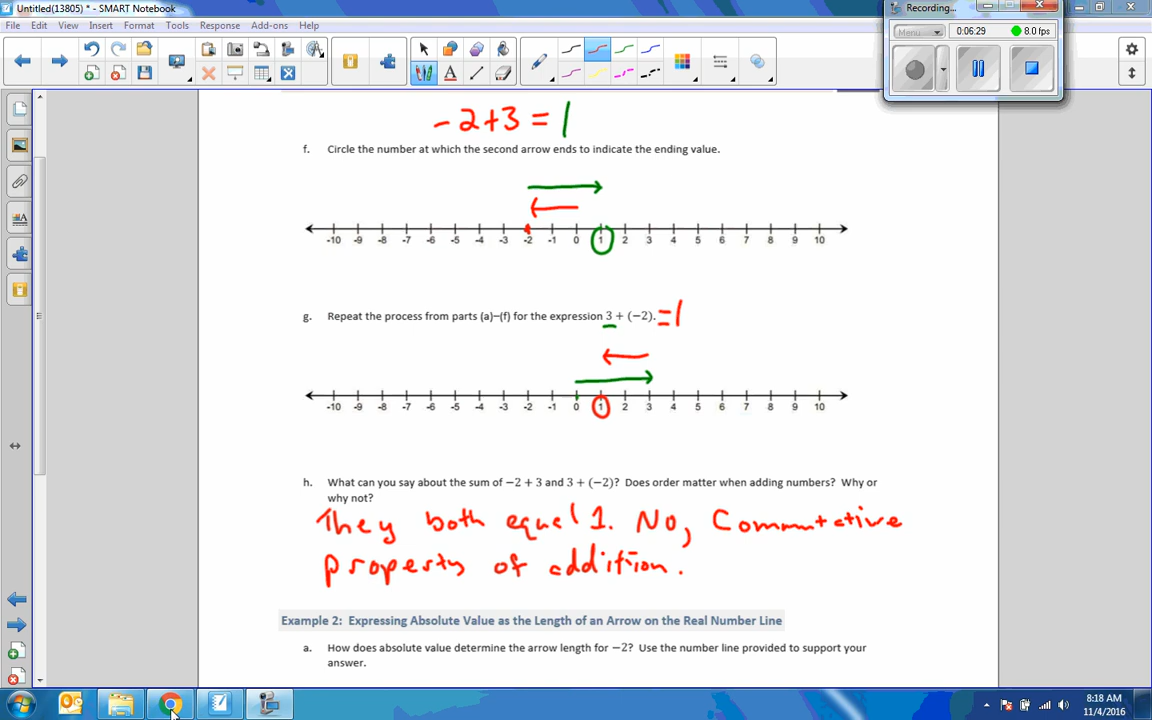 Untitled(13805) * - SMART Notebook
Recording...
File Edit View Insert Format Tools Response Add-ons Help
Menu 0:06:29 8.0 fps
A
-2+3 = 1
f. Circle the number at which the second arrow ends to indicate the ending value.
-10 -9 -8 -7 -6 -5 -4 -3 -2 -1 0 1 2 3 4 5 6 7 8 9 10
g. Repeat the process from parts (a)–(f) for the expression 3 + (−2). =1
-10 -9 -8 -7 -6 -5 -4 -3 -2 -1 0 1 2 3 4 5 6 7 8 9 10
h. What can you say about the sum of −2 + 3 and 3 + (−2)? Does order matter when adding numbers? Why or
why not?
They both equal 1. No, Commutative
property of addition.
Example 2: Expressing Absolute Value as the Length of an Arrow on the Real Number Line
a. How does absolute value determine the arrow length for −2? Use the number line provided to support your
answer.
8:18 AM
11/4/2016